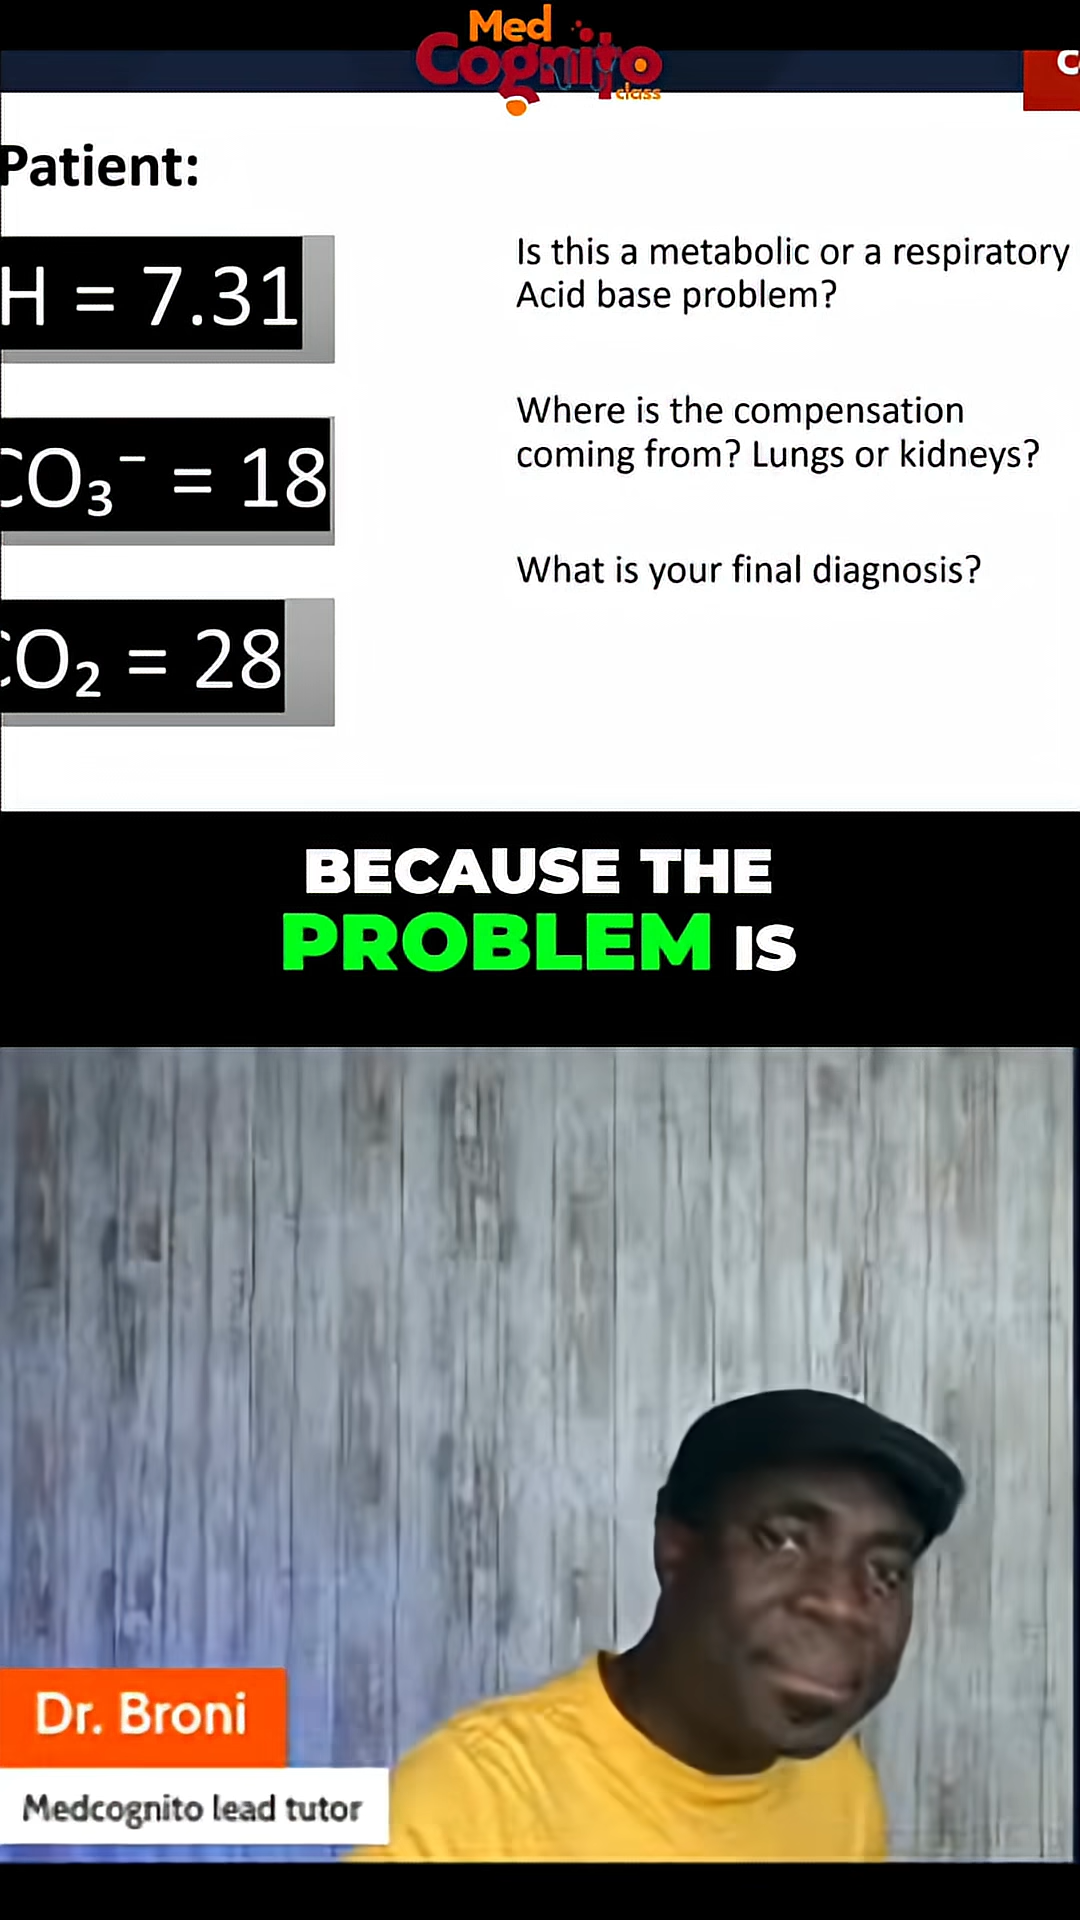 Med
Cognito
class
C
Patient:
H = 7.31
CO₃⁻ = 18
CO₂ = 28
Is this a metabolic or a respiratory
Acid base problem?
Where is the compensation
coming from? Lungs or kidneys?
What is your final diagnosis?
BECAUSE THE
PROBLEM IS
Dr. Broni
Medcognito lead tutor